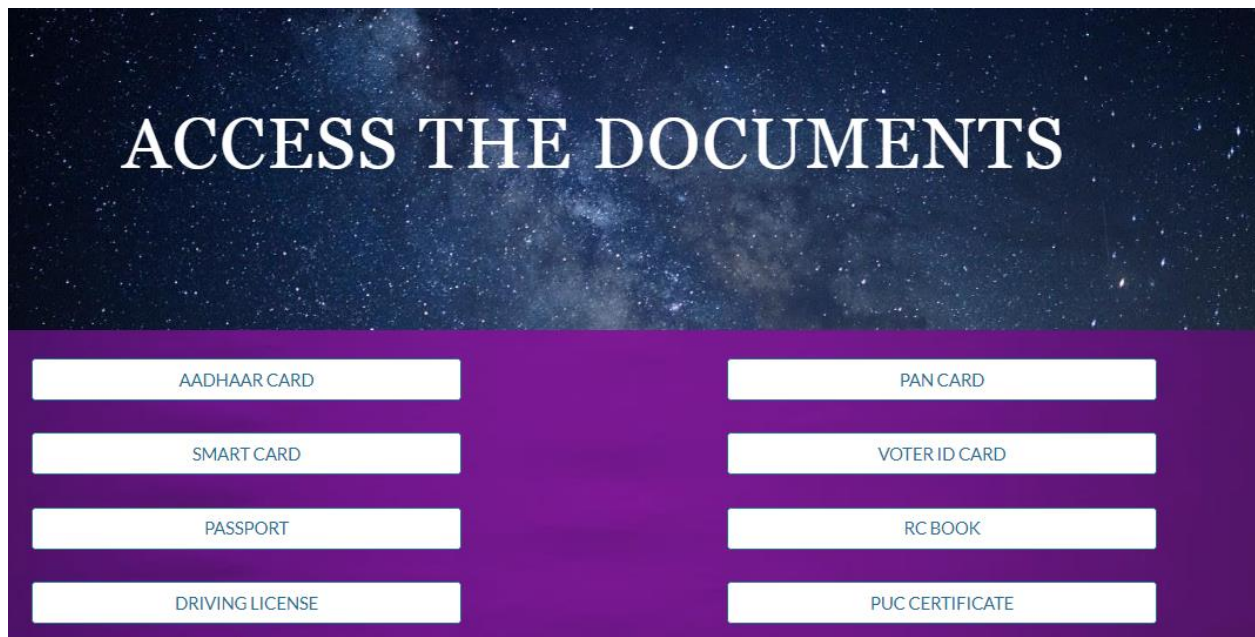 ACCESS THE DOCUMENTS
AADHAAR CARD
PAN CARD
SMART CARD
VOTER ID CARD
PASSPORT
RC BOOK
DRIVING LICENSE
PUC CERTIFICATE